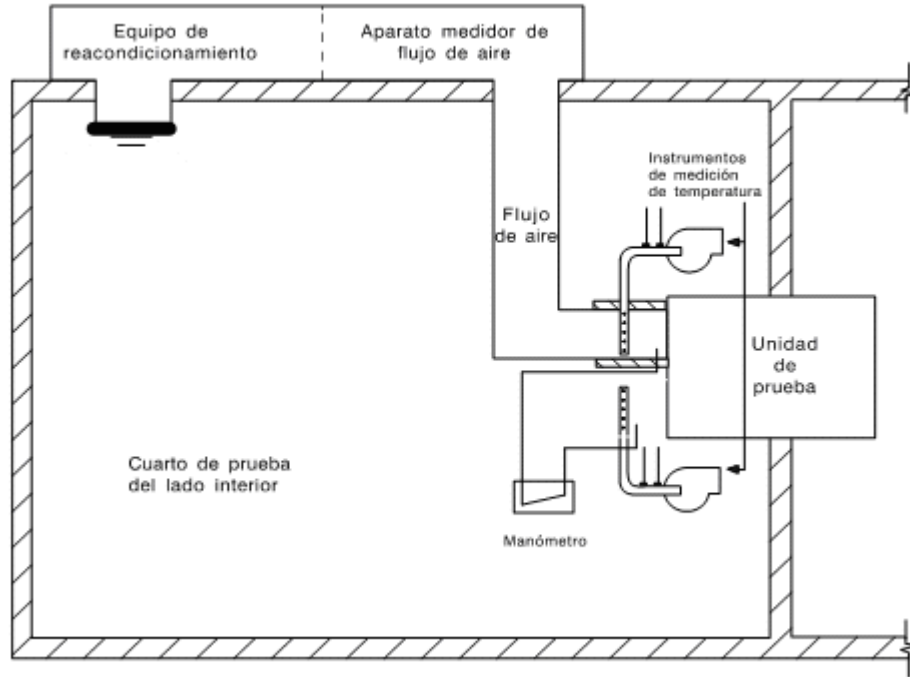 Equipo de
reacondicionamiento
Aparato medidor de
flujo de aire
Instrumentos
de medición
de temperatura
Flujo
de aire
Unidad
de
prueba
Cuarto de prueba
del lado interior
Manómetro